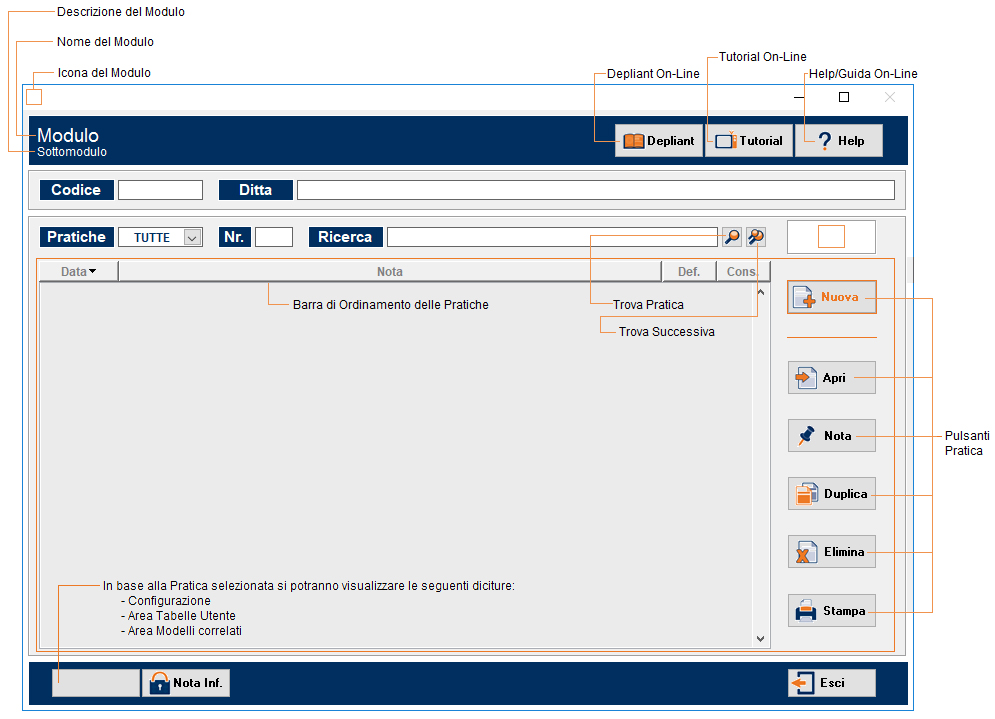 Descrizione del Modulo
Nome del Modulo
Icona del Modulo
Tutorial On-Line
Depliant On-Line
Help/Guida On-Line
Modulo
Sottomodulo
Depliant
Tutorial
? Help
Codice
Ditta
Pratiche
TUTTE
Nr.
Ricerca
Data
Nota
Def.
Cons.
Barra di Ordinamento delle Pratiche
Trova Pratica
Trova Successiva
Nuova
Apri
Nota
Duplica
Elimina
Stampa
Pulsanti
Pratica
In base alla Pratica selezionata si potranno visualizzare le seguenti diciture:
- Configurazione
- Area Tabelle Utente
- Area Modelli correlati
Nota Inf.
Esci